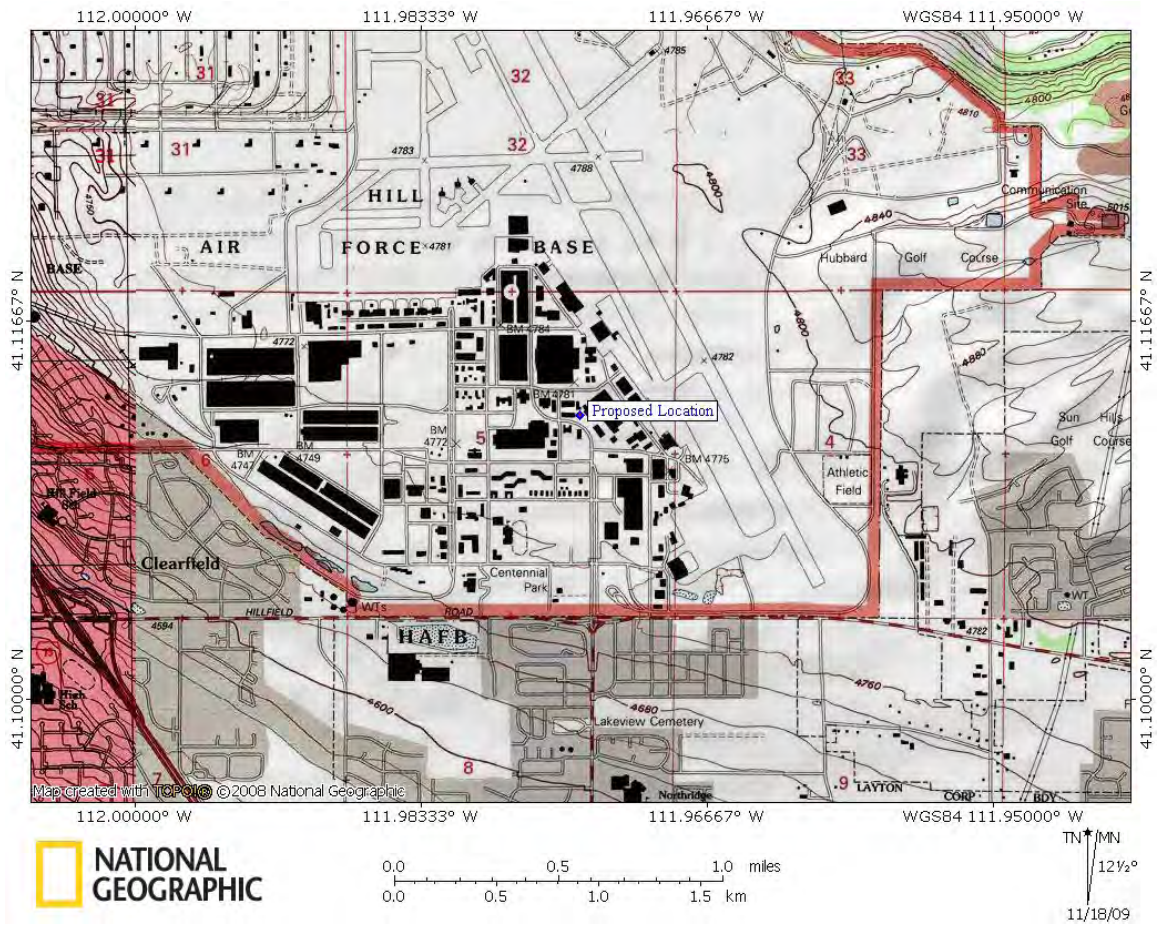 112.00000° W 111.98333° W 111.96667° W WGS84 111.95000° W
4785
31 32 33
31 4800
4810
31 31 32 33
4783 4788
4750 4800
HILL
Communication
Site
5015
4840
AIR FORCE 4781 BASE
BASE
Hubbard Golf Course
41.11667° N 41.11667° N
4800
BM 4784
4772 4782
4880
BM 4781
Proposed Location
Sun Hills
Golf Course
BM
4772
5 4
BM
4749
BM
4747
6
BM 4775
Athletic
Field
Hill Field
Sch
Clearfield
Centennial
Park
WTs
HILLFIELD ROAD
WT
4594
HAFB
4782
41.10000° N 41.10000° N
High
Sch
4600 4680 4760
Lakeview Cemetery
7 8 9
LAYTON CORP BDY
Northridge
Map created with TOPO!® ©2008 National Geographic
112.00000° W 111.98333° W 111.96667° W WGS84 111.95000° W
NATIONAL
GEOGRAPHIC
0.0 0.5 1.0 miles
0.0 0.5 1.0 1.5 km
TN MN
12½°
11/18/09